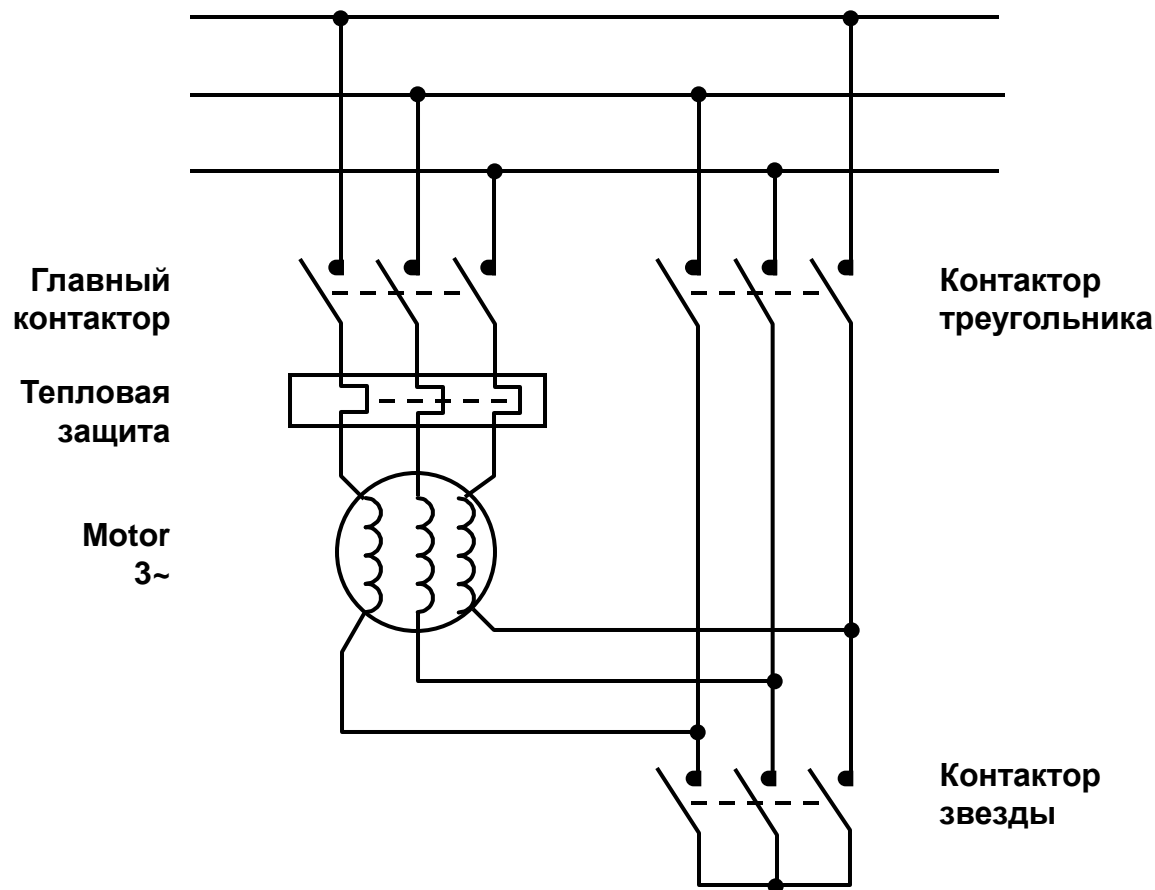 Главный
контактор
Контактор
треугольника
Тепловая
защита
Motor
3~
Контактор
звезды